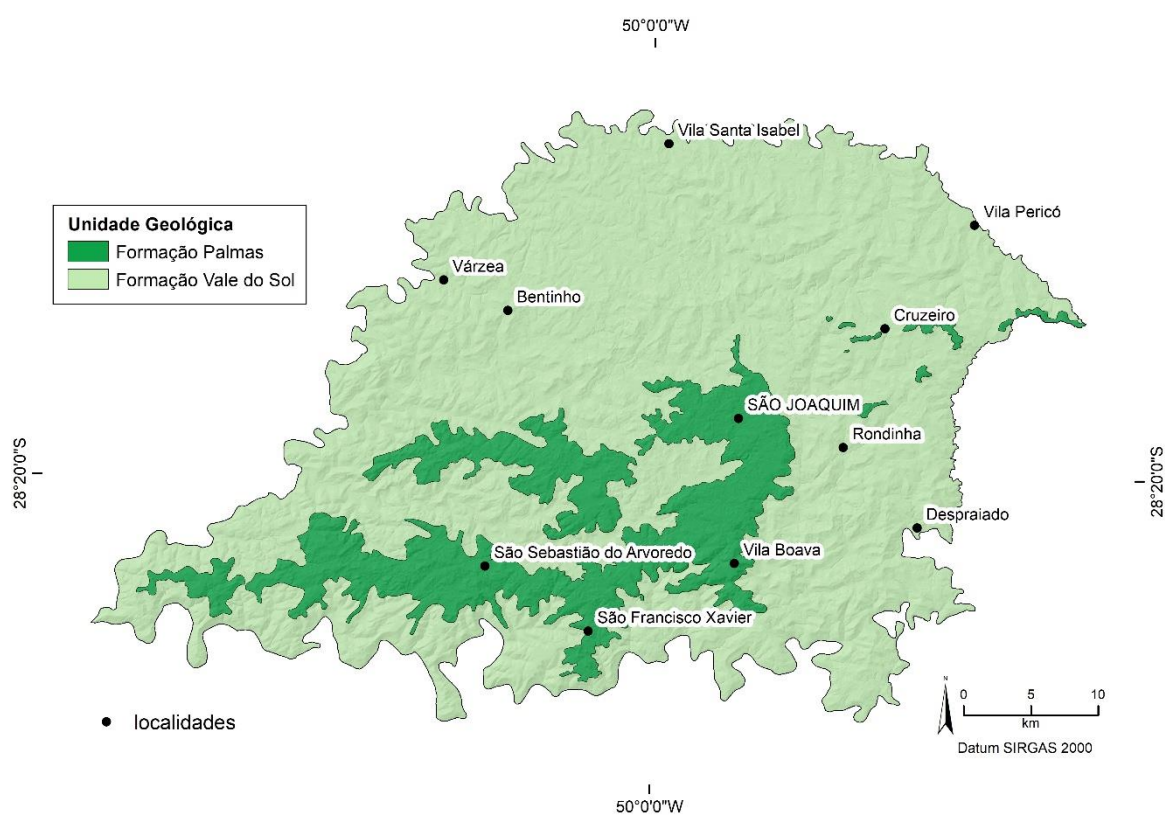 50°0'0"W
Vila Santa Isabel
Unidade Geológica
Formação Palmas
Formação Vale do Sol
Vila Pericó
Várzea
Bentinho
Cruzeiro
SÃO JOAQUIM
Rondinha
28°20'0"S
28°20'0"S
Despraiado
São Sebastião do Arvoredo
Vila Boava
São Francisco Xavier
localidades
N
0 5 10
km
Datum SIRGAS 2000
50°0'0"W